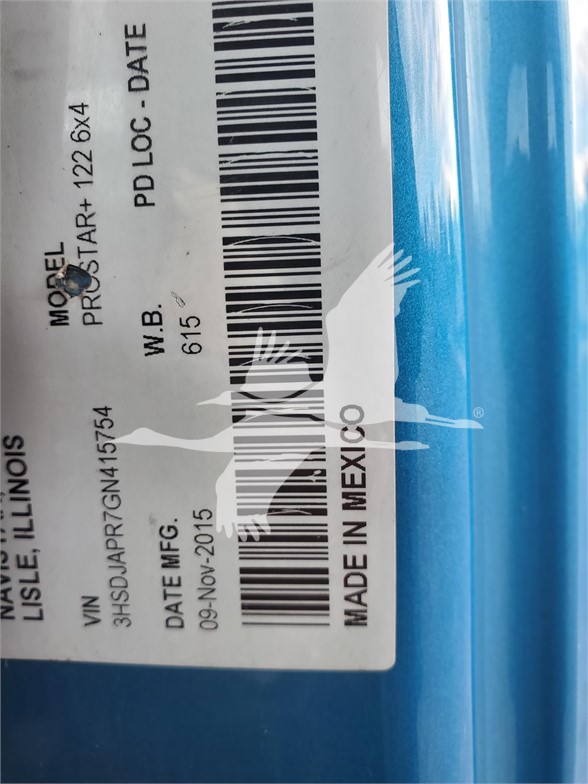 LISLE, ILLINOIS
MODEL
PROSTAR+ 122 6x4
VIN
3HSDJAPR7GN415754
W.B.
615
PD LOC - DATE
DATE MFG.
09-Nov-2015
MADE IN MEXICO
®